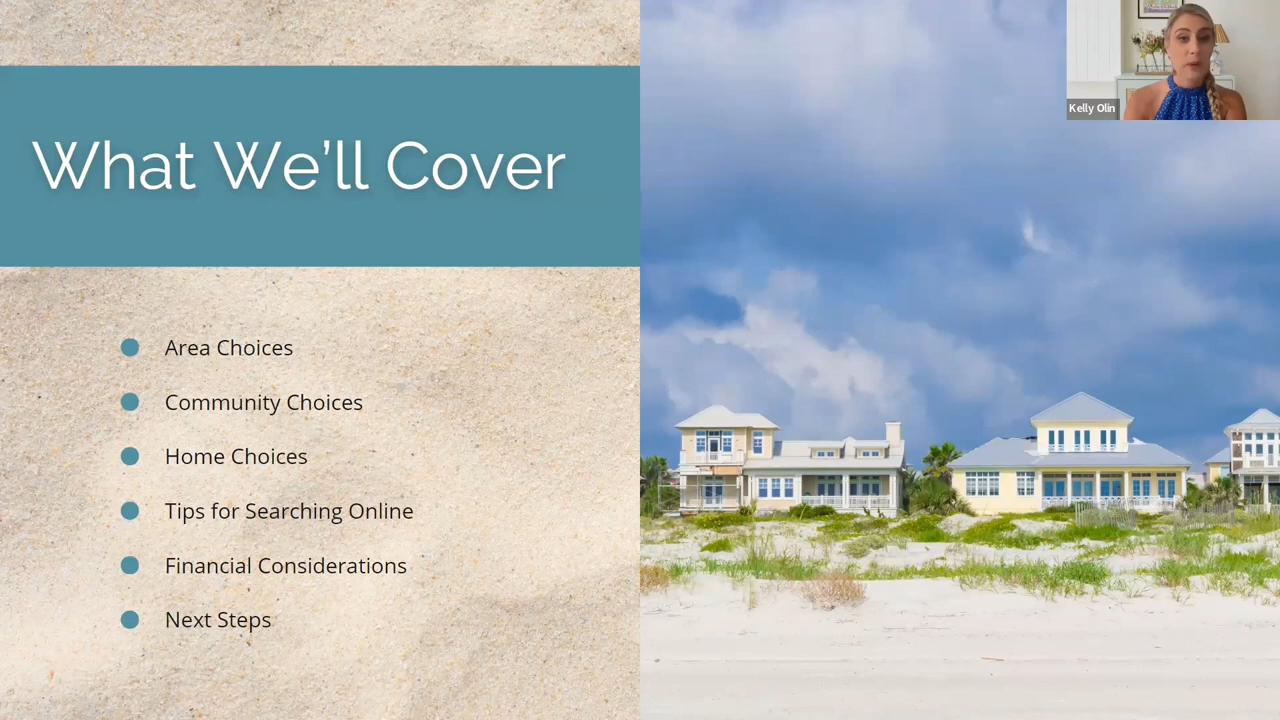 What We’ll Cover
Area Choices
Community Choices
Home Choices
Tips for Searching Online
Financial Considerations
Next Steps
Kelly Olin